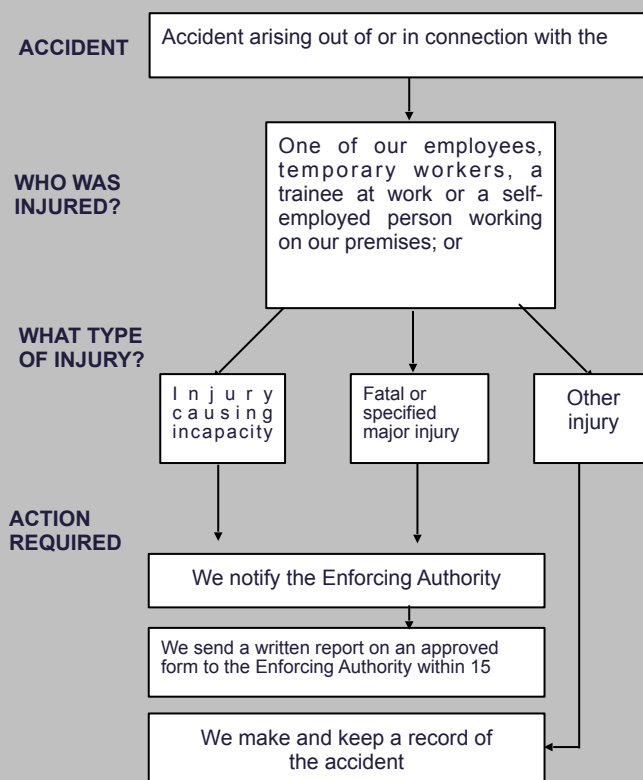 ACCIDENT
Accident arising out of or in connection with the
WHO WAS
INJURED?
One of our employees,
temporary workers, a
trainee at work or a self-
employed person working
on our premises; or
WHAT TYPE
OF INJURY?
Injury
causing
incapacity
Fatal or
specified
major injury
Other
injury
ACTION
REQUIRED
We notify the Enforcing Authority
We send a written report on an approved
form to the Enforcing Authority within 15
We make and keep a record of
the accident